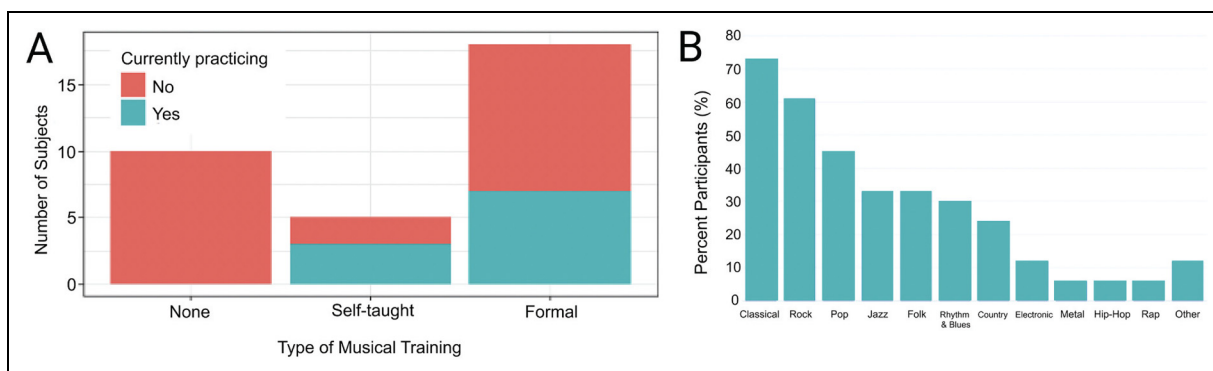 A
Currently practicing
No
Yes
Number of Subjects
15
10
5
0
None Self-taught Formal
Type of Musical Training
B
Percent Participants (%)
80
70
60
50
40
30
20
10
0
Classical Rock Pop Jazz Folk Rhythm & Blues Country Electronic Metal Hip-Hop Rap Other